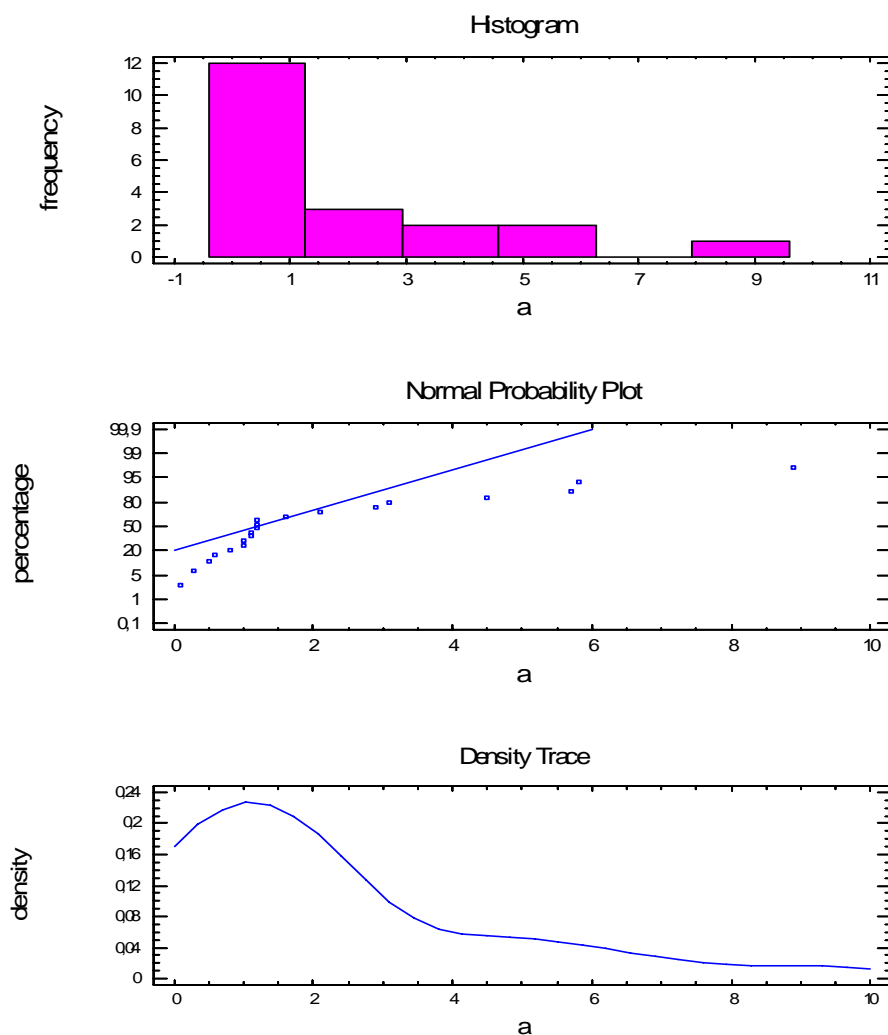 Histogram
frequency
12
10
8
6
4
2
0
-1 1 3 5 7 9 11
a
Normal Probability Plot
percentage
99,9
99
95
80
50
20
5
1
0,1
0 2 4 6 8 10
a
Density Trace
density
0,24
0,2
0,16
0,12
0,08
0,04
0
0 2 4 6 8 10
a